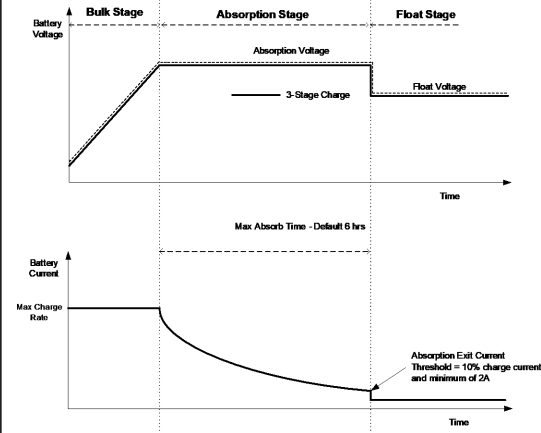 Bulk Stage
Absorption Stage
Float Stage
Battery
Voltage
Absorption Voltage
Float Voltage
3-Stage Charge
Time
Max Absorb Time - Default 6 hrs
Battery
Current
Max Charge
Rate
Absorption Exit Current
Threshold = 10% charge current
and minimum of 2A
Time